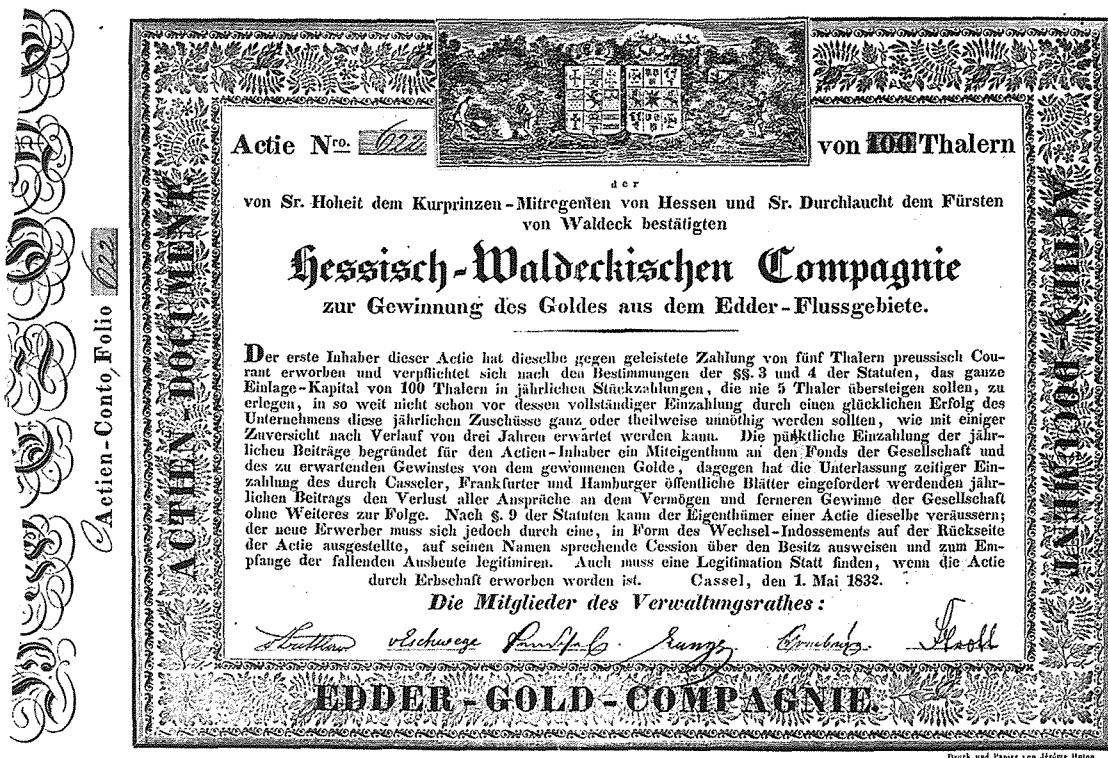 Actie Nro. 622
von 100 Thalern
der
von Sr. Hoheit dem Kurprinzen-Mitregenten von Hessen und Sr. Durchlaucht dem Fürsten
von Waldeck bestätigten
Hessisch-Waldeckischen Compagnie
zur Gewinnung des Goldes aus dem Edder-Flussgebiete.
Der erste Inhaber dieser Actie hat dieselbe gegen geleistete Zahlung von fünf Thalern preussisch Cou-
rant erworben und verpflichtet sich nach den Bestimmungen der §§. 3 und 4 der Statuten, das ganze
Einlage-Kapital von 100 Thalern in jährlichen Stückzahlungen, die nie 5 Thaler übersteigen sollen, zu
erlegen, in so weit nicht schon vor dessen vollständiger Einzahlung durch einen glücklichen Erfolg des
Unternehmens diese jährlichen Zuschüsse ganz oder theilweise unnöthig werden sollten, wie mit einiger
Zuversicht nach Verlauf von drei Jahren erwartet werden kann. Die pünktliche Einzahlung der jähr-
lichen Beiträge begründet für den Actien-Inhaber ein Miteigenthum an den Fonds der Gesellschaft und
des zu erwartenden Gewinstes von dem gewonnenen Golde, dagegen hat die Unterlassung zeitiger Ein-
zahlung des durch Casseler, Frankfurter und Hamburger öffentliche Blätter eingefordert werdenden jähr-
lichen Beitrags den Verlust aller Ansprüche an dem Vermögen und ferneren Gewinne der Gesellschaft
ohne Weiteres zur Folge. Nach §. 9 der Statuten kann der Eigenthümer einer Actie dieselbe veräussern;
der neue Erwerber muss sich jedoch durch eine, in Form des Wechsel-Indossements auf der Rückseite
der Actie ausgestellte, auf seinen Namen sprechende Cession über den Besitz ausweisen und zum Em-
pfange der fallenden Ausbeute legitimiren. Auch muss eine Legitimation Statt finden, wenn die Actie
durch Erbschaft erworben worden ist. Cassel, den 1. Mai 1832.
Die Mitglieder des Verwaltungsrathes:
vEschwege
EDDER-GOLD-COMPAGNIE.
ACTIEN-DOCUMENT.
ACTIEN-DOCUMENT.
Actien-Conto, Folio 622
Druck und Papier von Jérôme Hoton